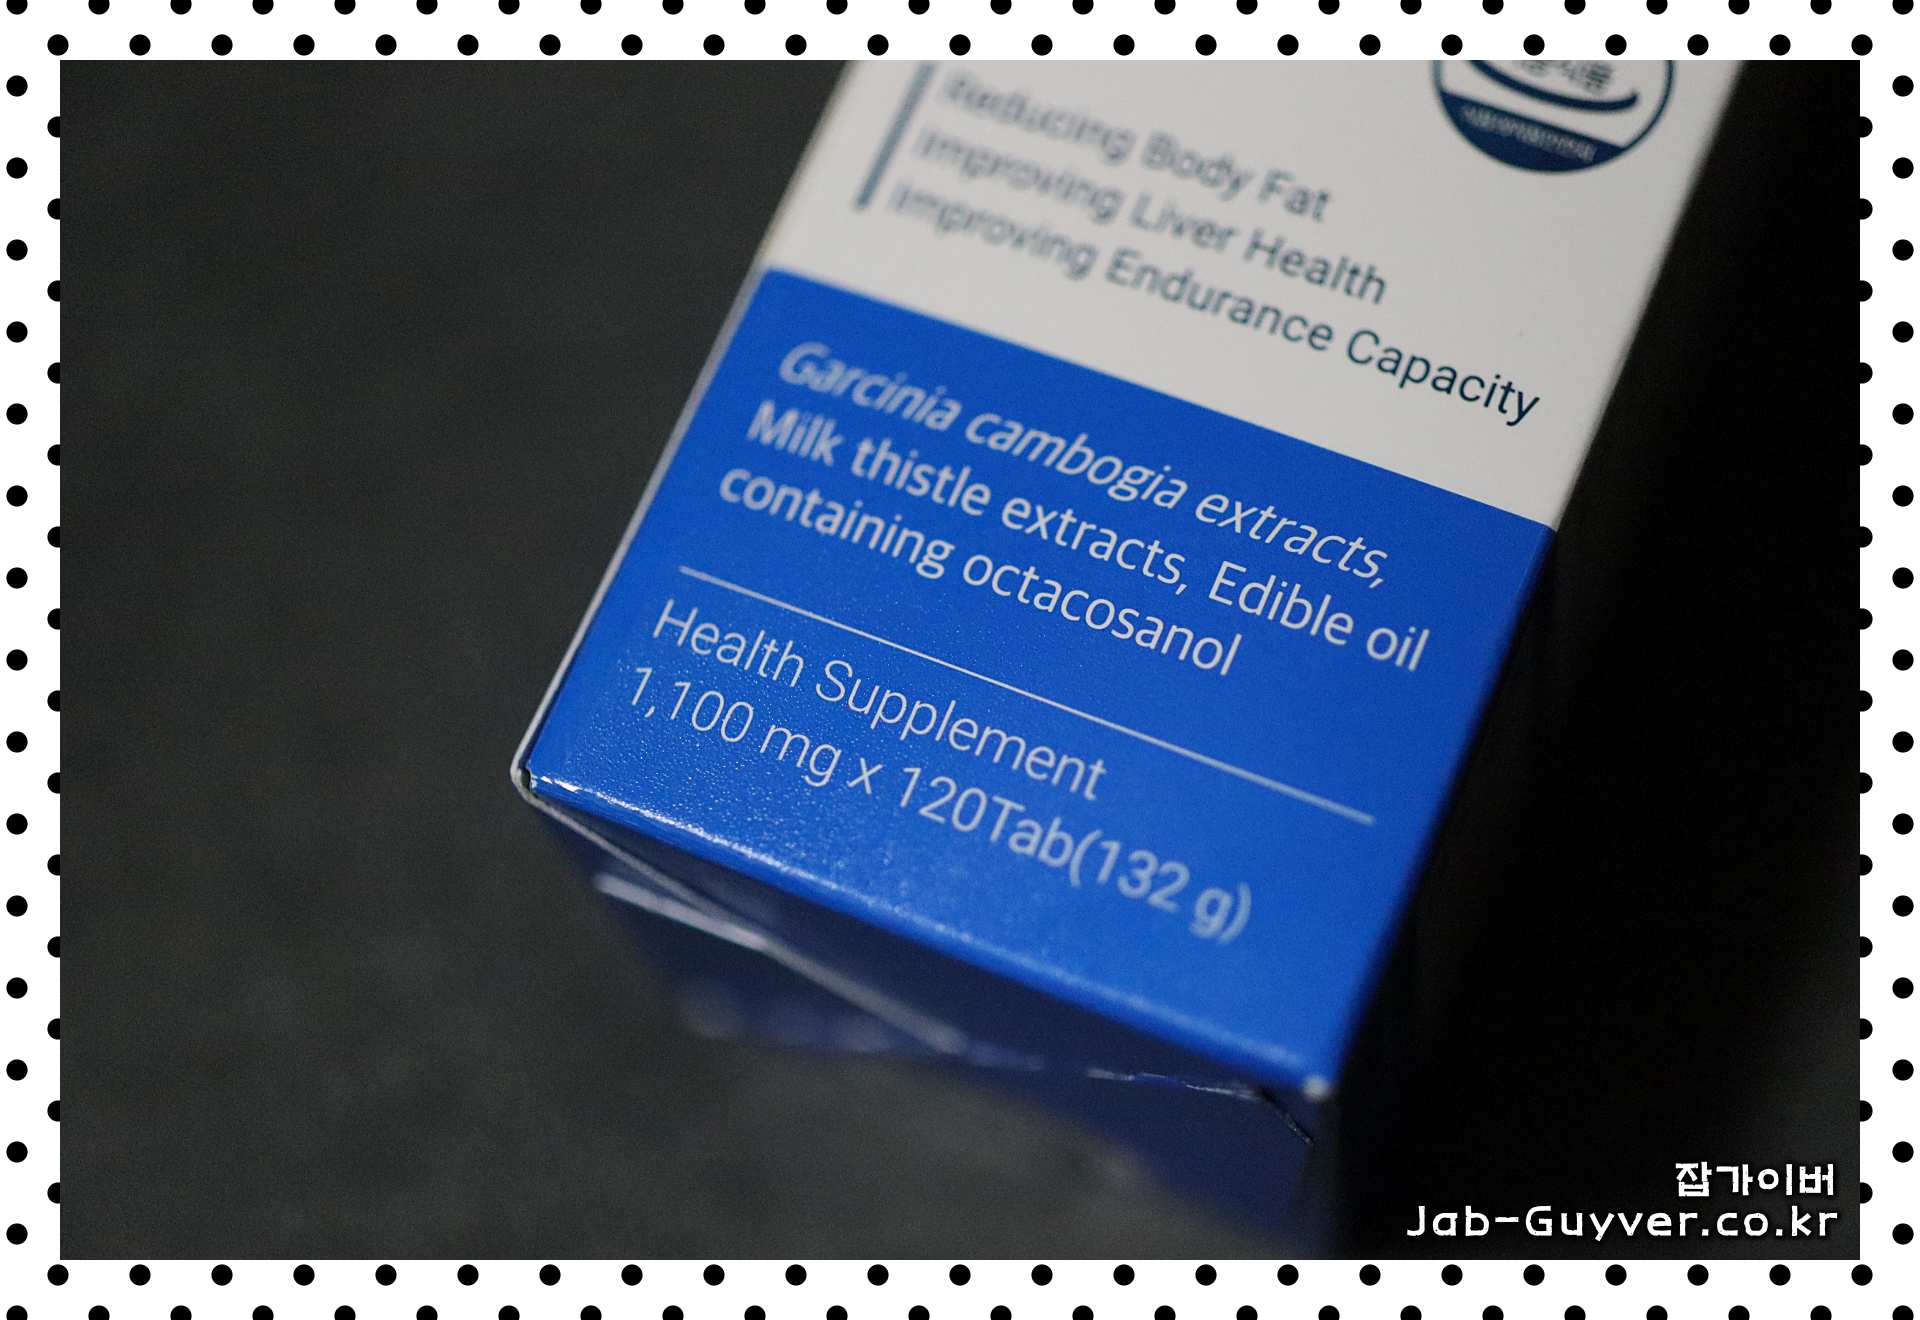 Reducing Body Fat
Improving Liver Health
Improving Endurance Capacity
Garcinia cambogia extracts,
Milk thistle extracts, Edible oil
containing octacosanol
Health Supplement
1,100 mg x 120Tab(132 g)
잡가이버
Jab-Guyver.co.kr